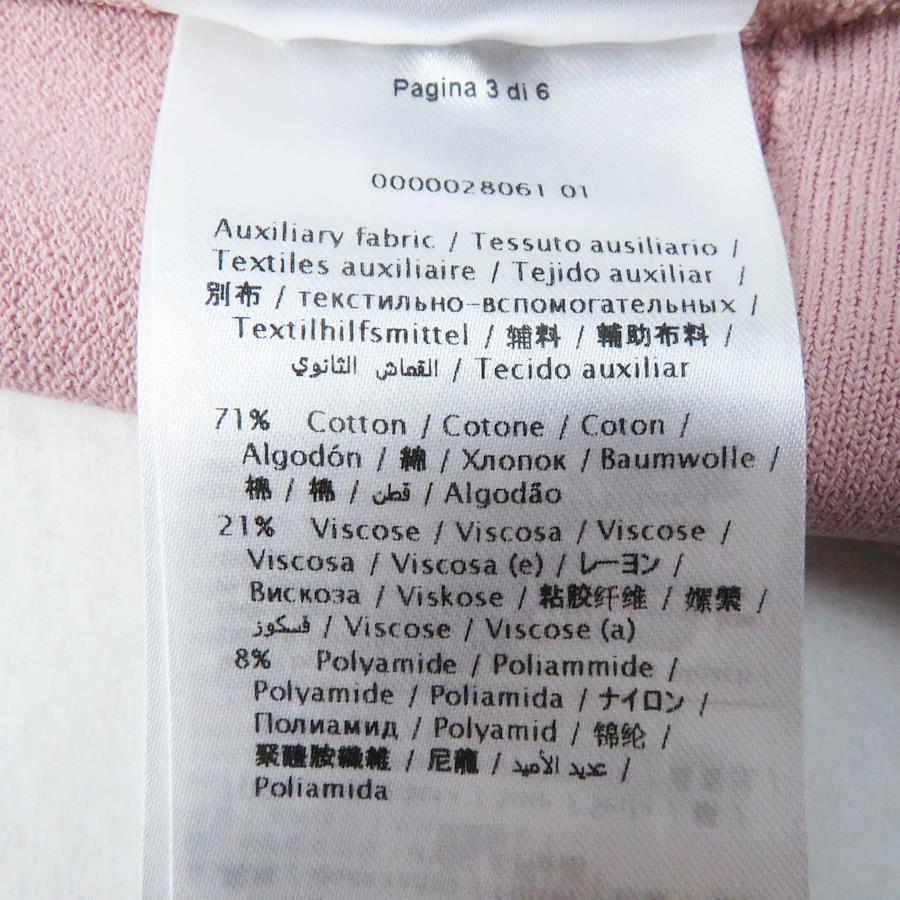 Pagina 3 di 6
0000028061 01
Auxiliary fabric / Tessuto ausiliario /
Textiles auxiliaire / Tejido auxiliar /
別布 / текстильно-вспомогательных /
Textilhilfsmittel / 辅料 / 輔助布料 /
القماش الثانوي / Tecido auxiliar
71% Cotton / Cotone / Coton /
Algodón / 綿 / Хлопок / Baumwolle /
棉 / 棉 / قطن / Algodão
21% Viscose / Viscosa / Viscose /
Viscosa / Viscosa (e) / レーヨン /
Вискоза / Viskose / 粘胶纤维 / 嫘縈 /
فسكوز / Viscose / Viscose (a)
8% Polyamide / Poliammide /
Polyamide / Poliamida / ナイロン /
Полиамид / Polyamid / 锦纶 /
聚醯胺纖維 / 尼龍 / عديد الأميد /
Poliamida